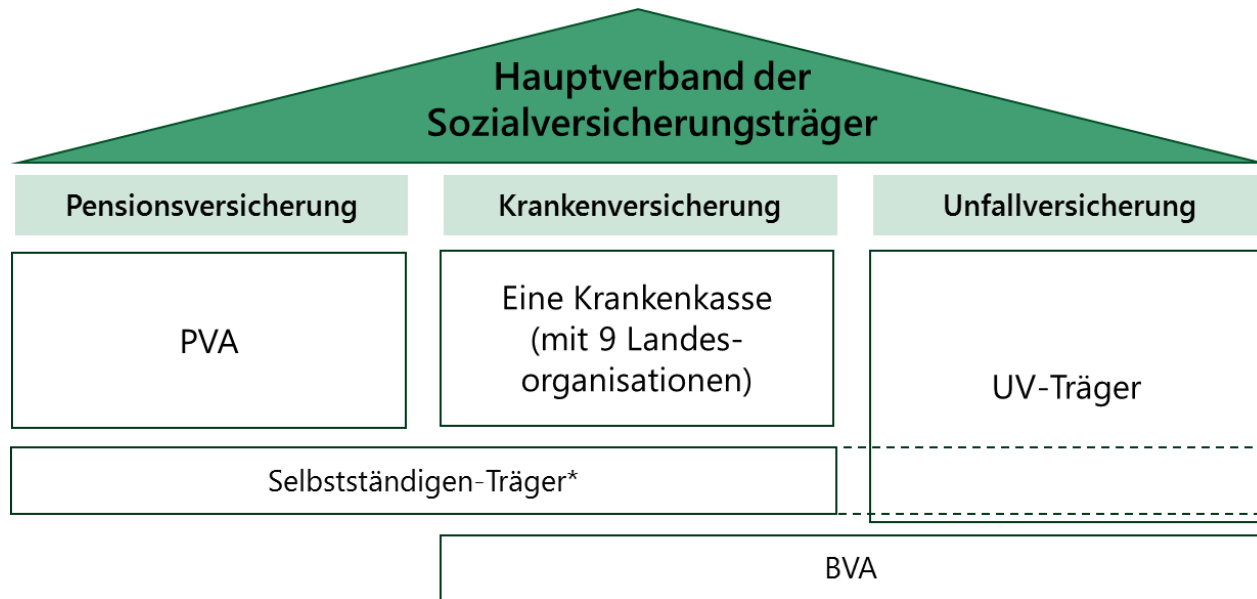 Hauptverband der
Sozialversicherungsträger
Pensionsversicherung
Krankenversicherung
Unfallversicherung
PVA
Eine Krankenkasse
(mit 9 Landes-
organisationen)
UV-Träger
Selbstständigen-Träger*
BVA